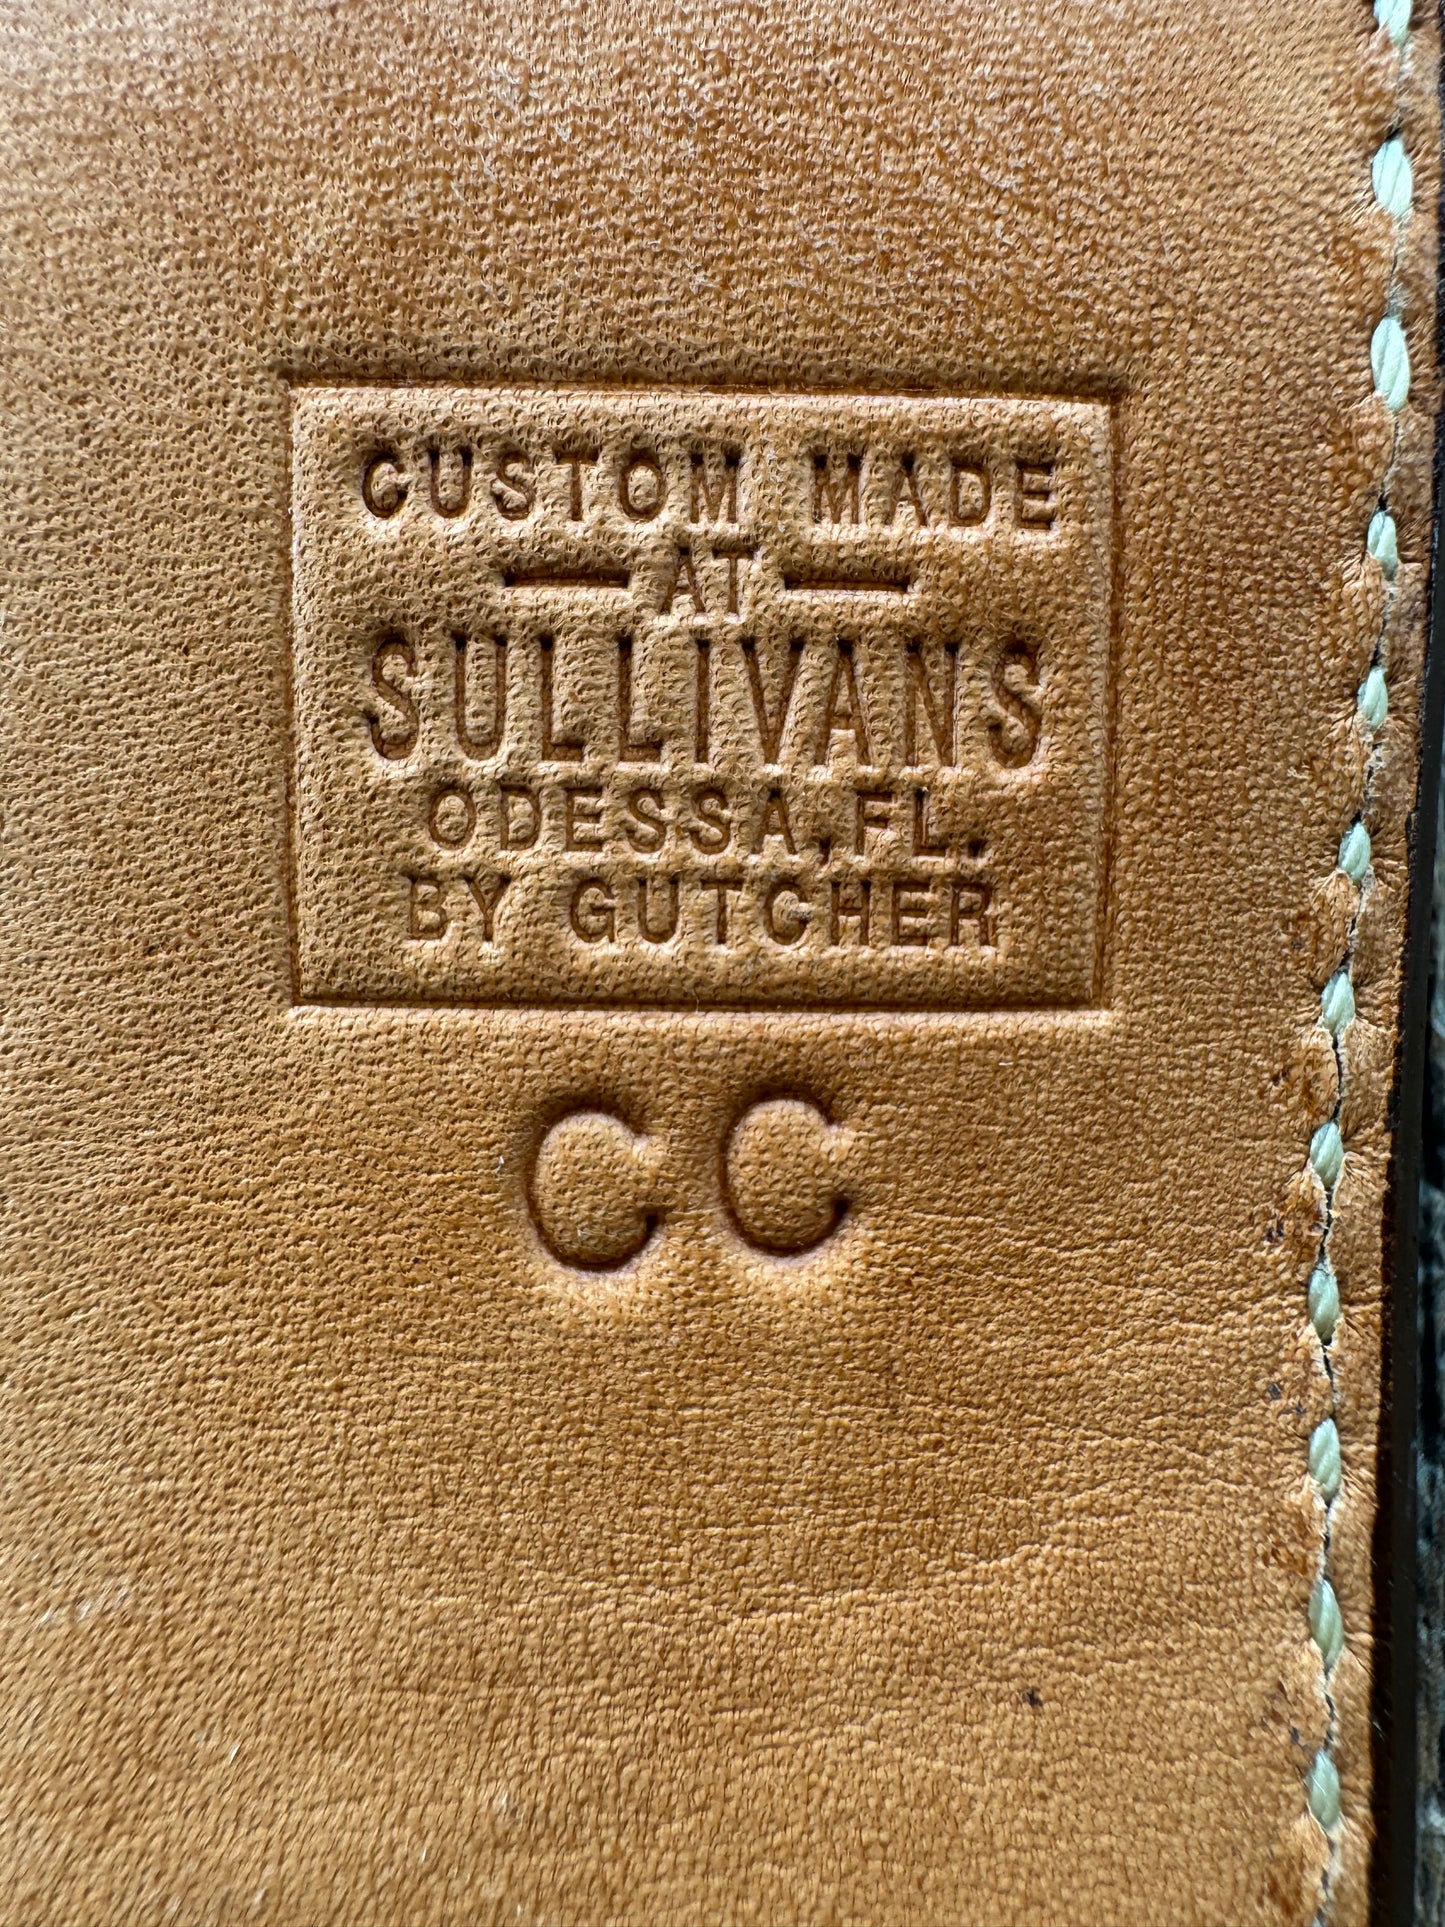 CUSTOM MADE
— AT —
SULLIVANS
ODESSA, FL.
BY GUTCHER
CC